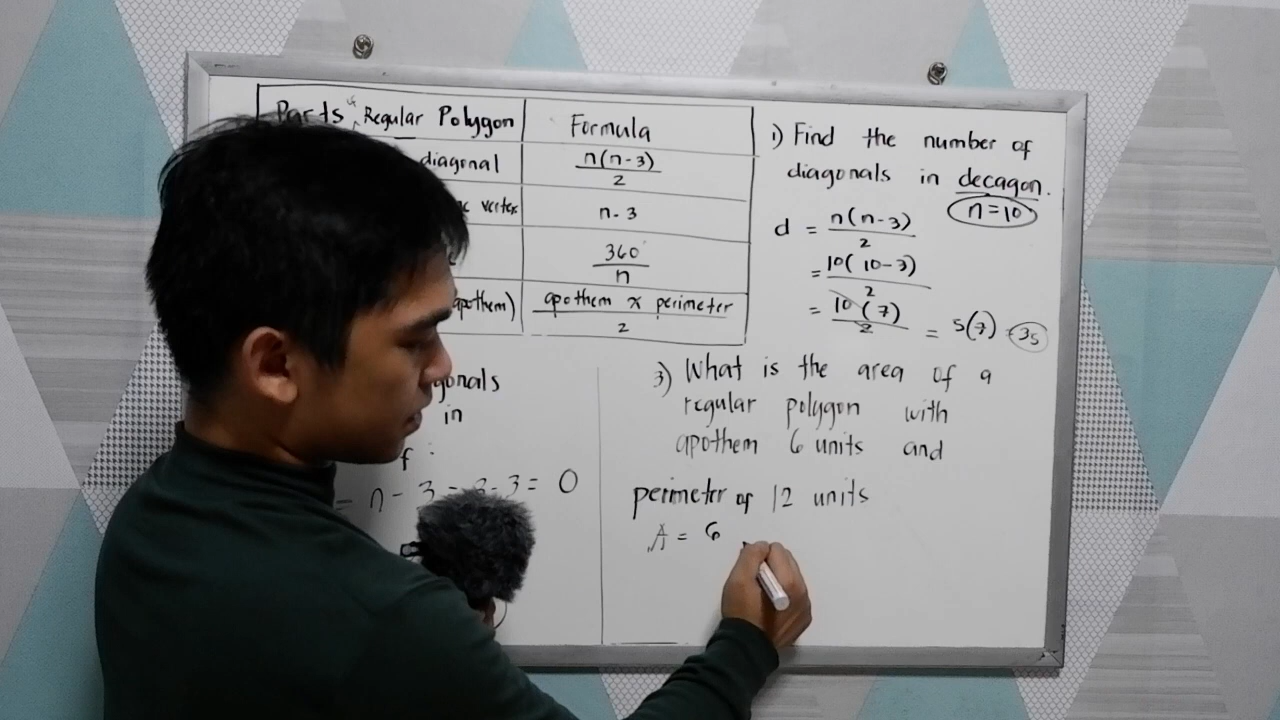 Parts of Regular Polygon
Formula
diagonal
n(n-3)
2
vertex
n-3
360°
n
apothem)
apothem x perimeter
2
1) Find the number of
diagonals in decagon.
n=10
d = n(n-3)
2
= 10(10-3)
2
= 10(7)
2
= 5(7) = 35
in
= n-3 = 3-3 = 0
3) What is the area of a
regular polygon with
apothem 6 units and
perimeter of 12 units
A = 6